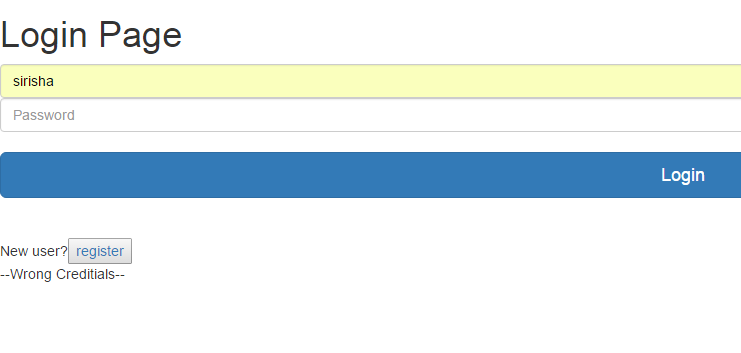 Login Page
sirisha
Password
Login
New user? register
--Wrong Creditials--